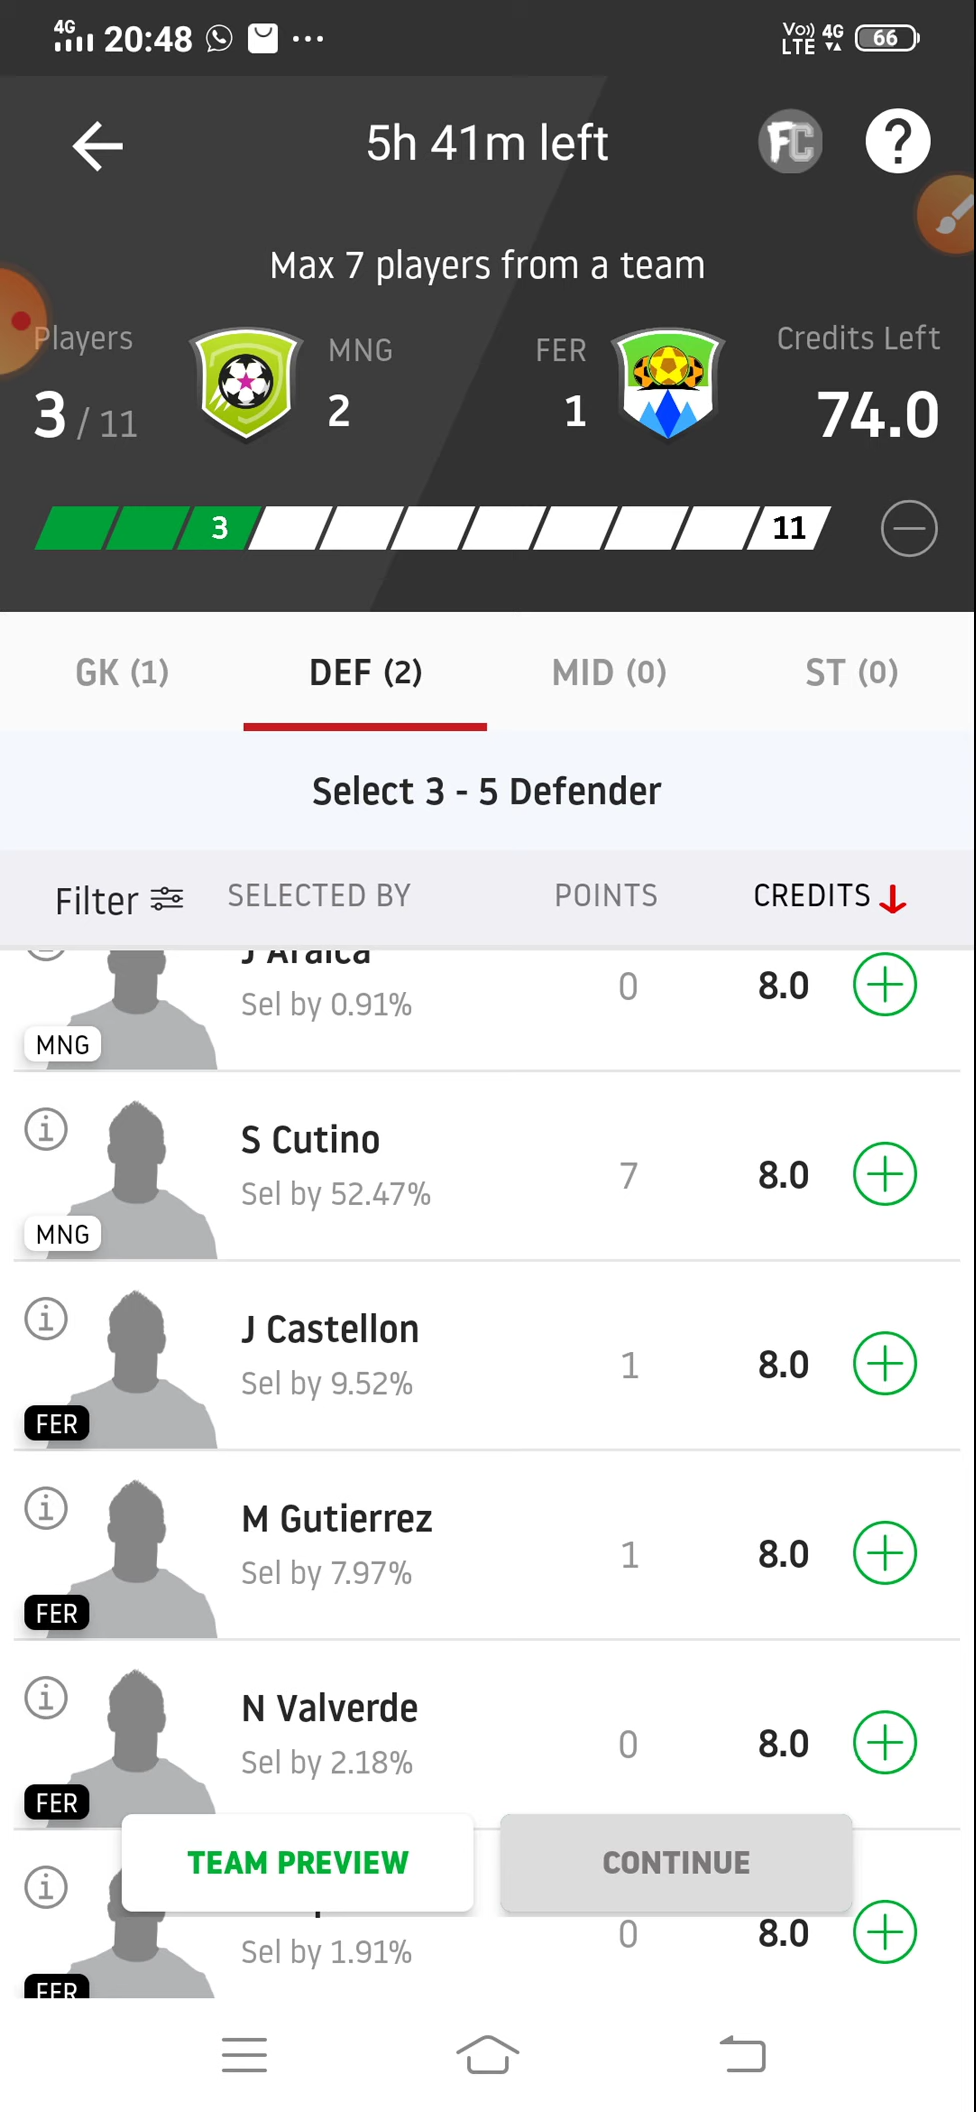 4G 20:48 ... Vo)) LTE 4G 66
5h 41m left FC ?
Max 7 players from a team
Players MNG FER Credits Left
3 / 11 2 1 74.0
3 11
GK (1) DEF (2) MID (0) ST (0)
Select 3 - 5 Defender
Filter SELECTED BY POINTS CREDITS ↓
J Araica
Sel by 0.91% 0 8.0
MNG
S Cutino
Sel by 52.47% 7 8.0
MNG
J Castellon
Sel by 9.52% 1 8.0
FER
M Gutierrez
Sel by 7.97% 1 8.0
FER
N Valverde
Sel by 2.18% 0 8.0
FER
TEAM PREVIEW CONTINUE
Sel by 1.91% 0 8.0
FER